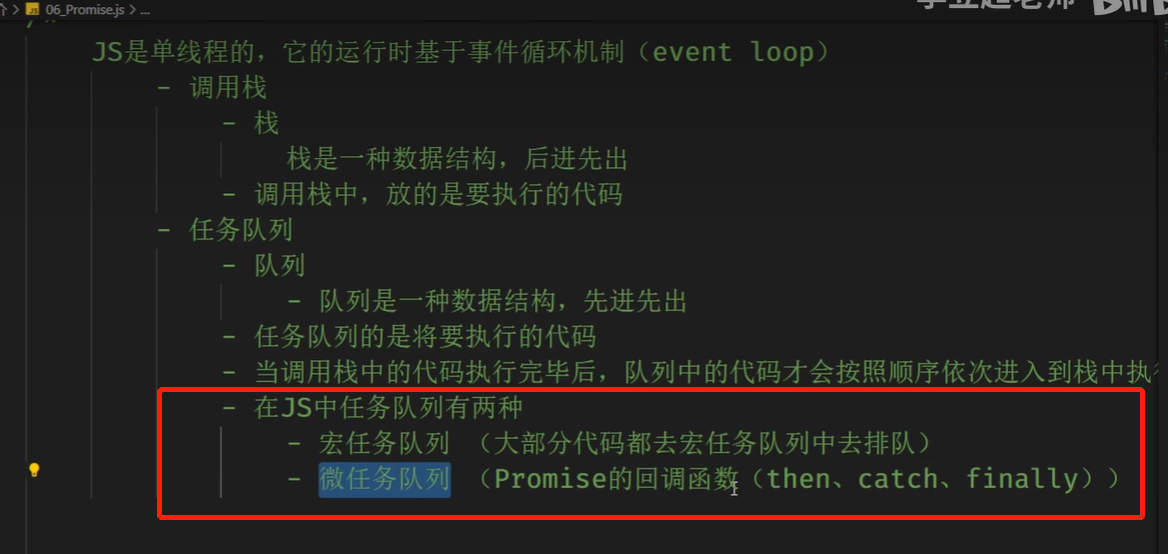 06_Promise.js > ...
JS是单线程的，它的运行时基于事件循环机制（event loop）
- 调用栈
- 栈
栈是一种数据结构，后进先出
- 调用栈中，放的是要执行的代码
- 任务队列
- 队列
- 队列是一种数据结构，先进先出
- 任务队列的是将要执行的代码
- 当调用栈中的代码执行完毕后，队列中的代码才会按照顺序依次进入到栈中执
- 在JS中任务队列有两种
- 宏任务队列 （大部分代码都去宏任务队列中去排队）
- 微任务队列 （Promise的回调函数（then、catch、finally））